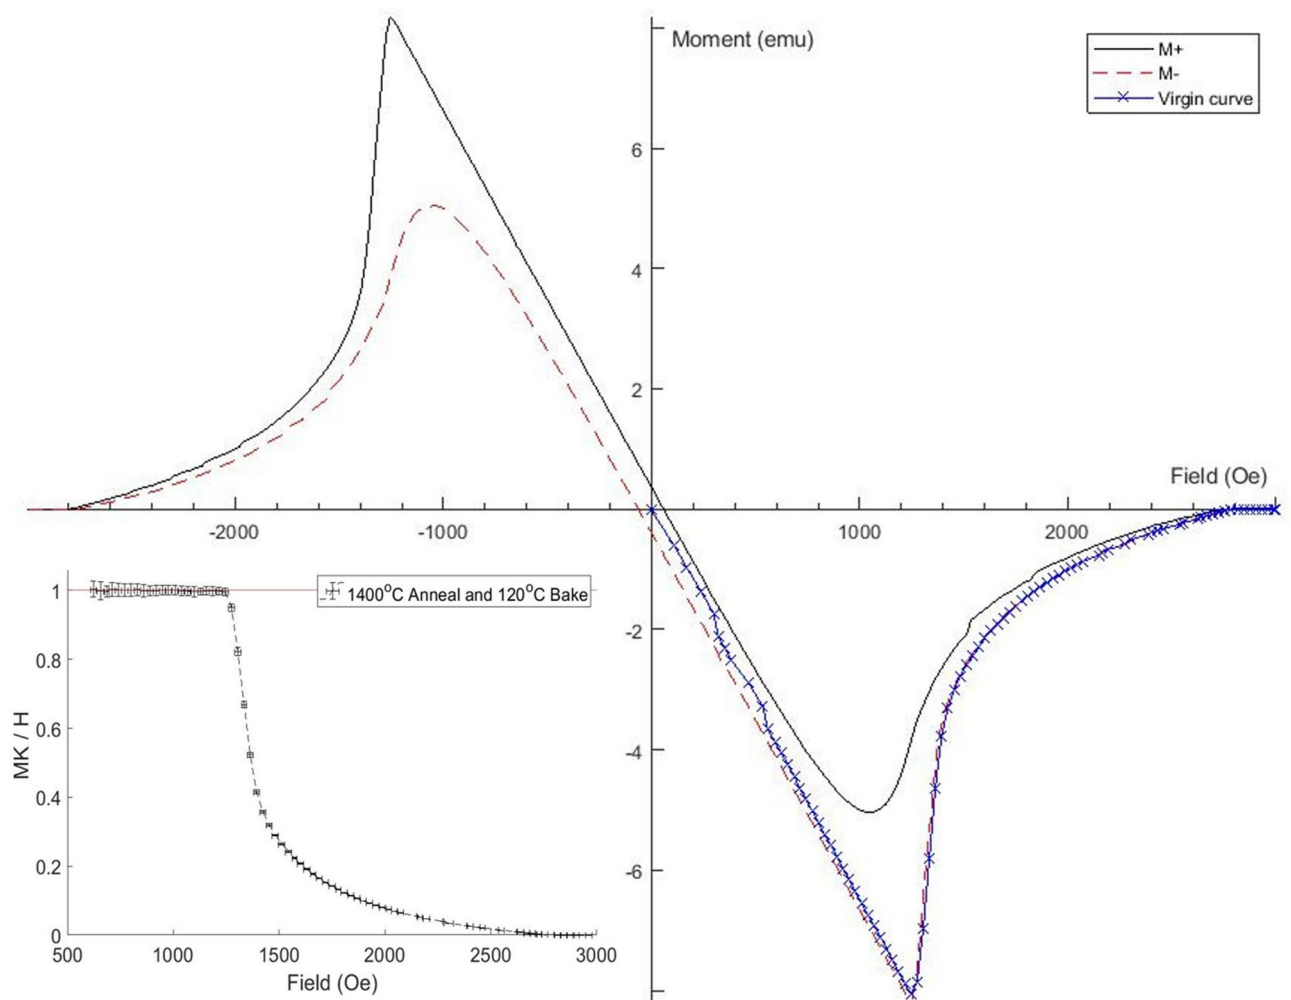 Moment (emu)
M+
M-
Virgin curve
6
4
2
Field (Oe)
-2000
-1000
1000
2000
-2
-4
-6
1400°C Anneal and 120°C Bake
MK / H
1
0.8
0.6
0.4
0.2
0
500
1000
1500
2000
2500
3000
Field (Oe)